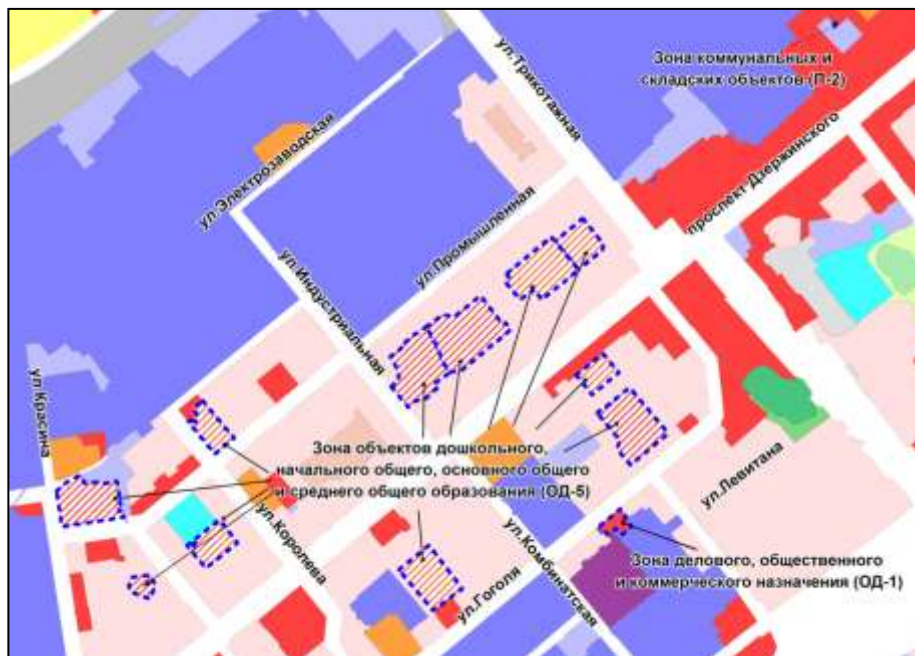 ул.Трикотажная
Зона коммунальных и
складских объектов (П-2)
проспект Дзержинского
ул.Электрозаводская
ул.Промышленная
ул.Индустриальная
ул.Красина
Зона объектов дошкольного,
начального общего, основного общего
и среднего общего образования (ОД-5)
ул.Левитана
ул.Королева
ул.Комбинатская
ул.Гоголя
Зона делового, общественного
и коммерческого назначения (ОД-1)